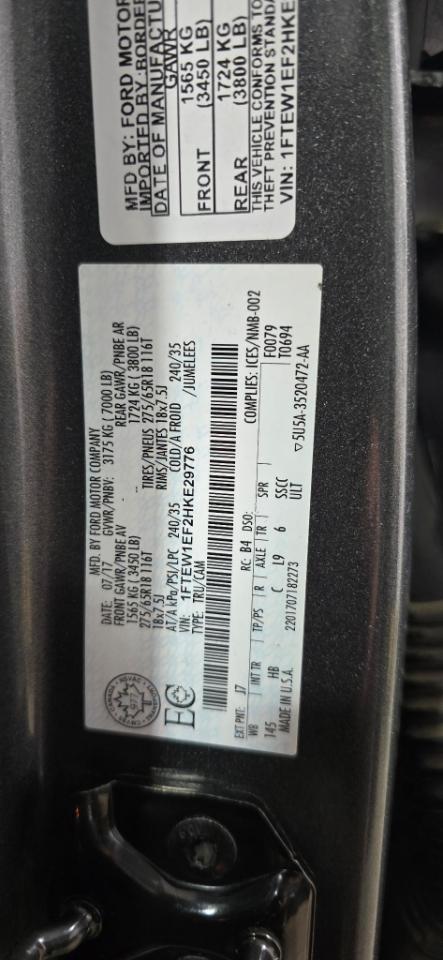 MFD BY: FORD MOTOR
IMPORTED BY: BORDER
DATE OF MANUFACT
GAWR
1565 KG
FRONT (3450 LB)
1724 KG
REAR (3800 LB)
THIS VEHICLE CONFORMS TO
THEFT PREVENTION STANDA
VIN: 1FTEW1EF2HKE
MFD. BY FORD MOTOR COMPANY
DATE: 07/17 GVWR/PNBV: 3175 KG ( 7000 LB)
FRONT GAWR/PNBE AV REAR GAWR/PNBE AR
1565 KG ( 3450 LB) 1724 KG ( 3800 LB)
275/65R18 116T TIRES/PNEUS 275/65R18 116T
18x7.5J RIMS/JANTES 18x7.5J
AT/A kPa/PSI/LPC 240/35 COLD/A FROID 240/35
VIN: 1FTEW1EF2HKE29776 /JUMELEES
TYPE: TRU/CAM
EC
COMPLIES: ICES/NMB-002
EXT PNT: J7 RC: B4 DSO: F0079
WB INT TR TP/PS R AXLE TR SPR T0694
145 HB C L9 6 SSCC
ULT
MADE IN U.S.A. 2201707182273 ▽5U5A-3520472-AA